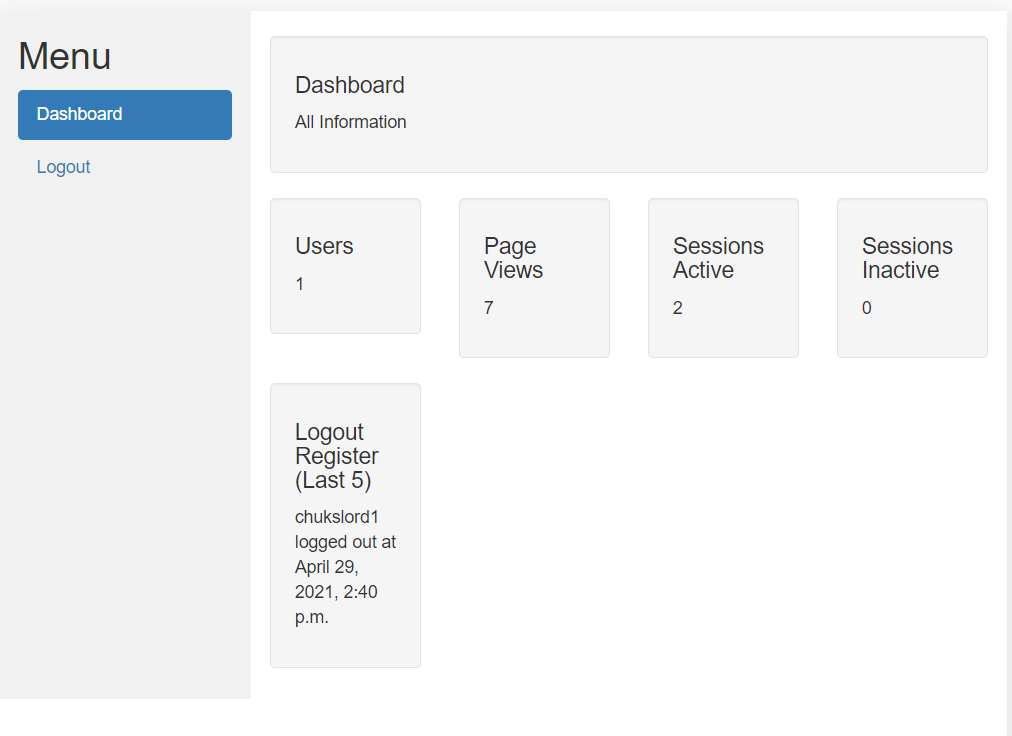 Menu
Dashboard
Logout
Dashboard
All Information
Users
1
Page
Views
7
Sessions
Active
2
Sessions
Inactive
0
Logout
Register
(Last 5)
chukslord1
logged out at
April 29,
2021, 2:40
p.m.